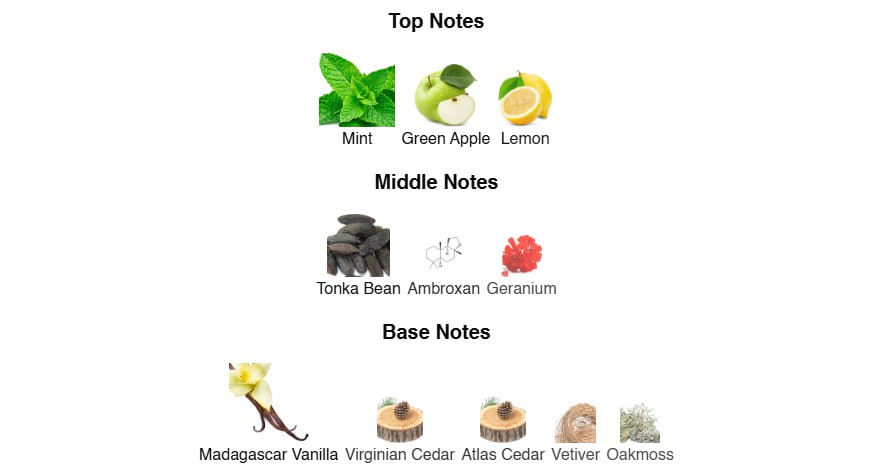 Top Notes
Mint Green Apple Lemon
Middle Notes
Tonka Bean Ambroxan Geranium
Base Notes
Madagascar Vanilla Virginian Cedar Atlas Cedar Vetiver Oakmoss